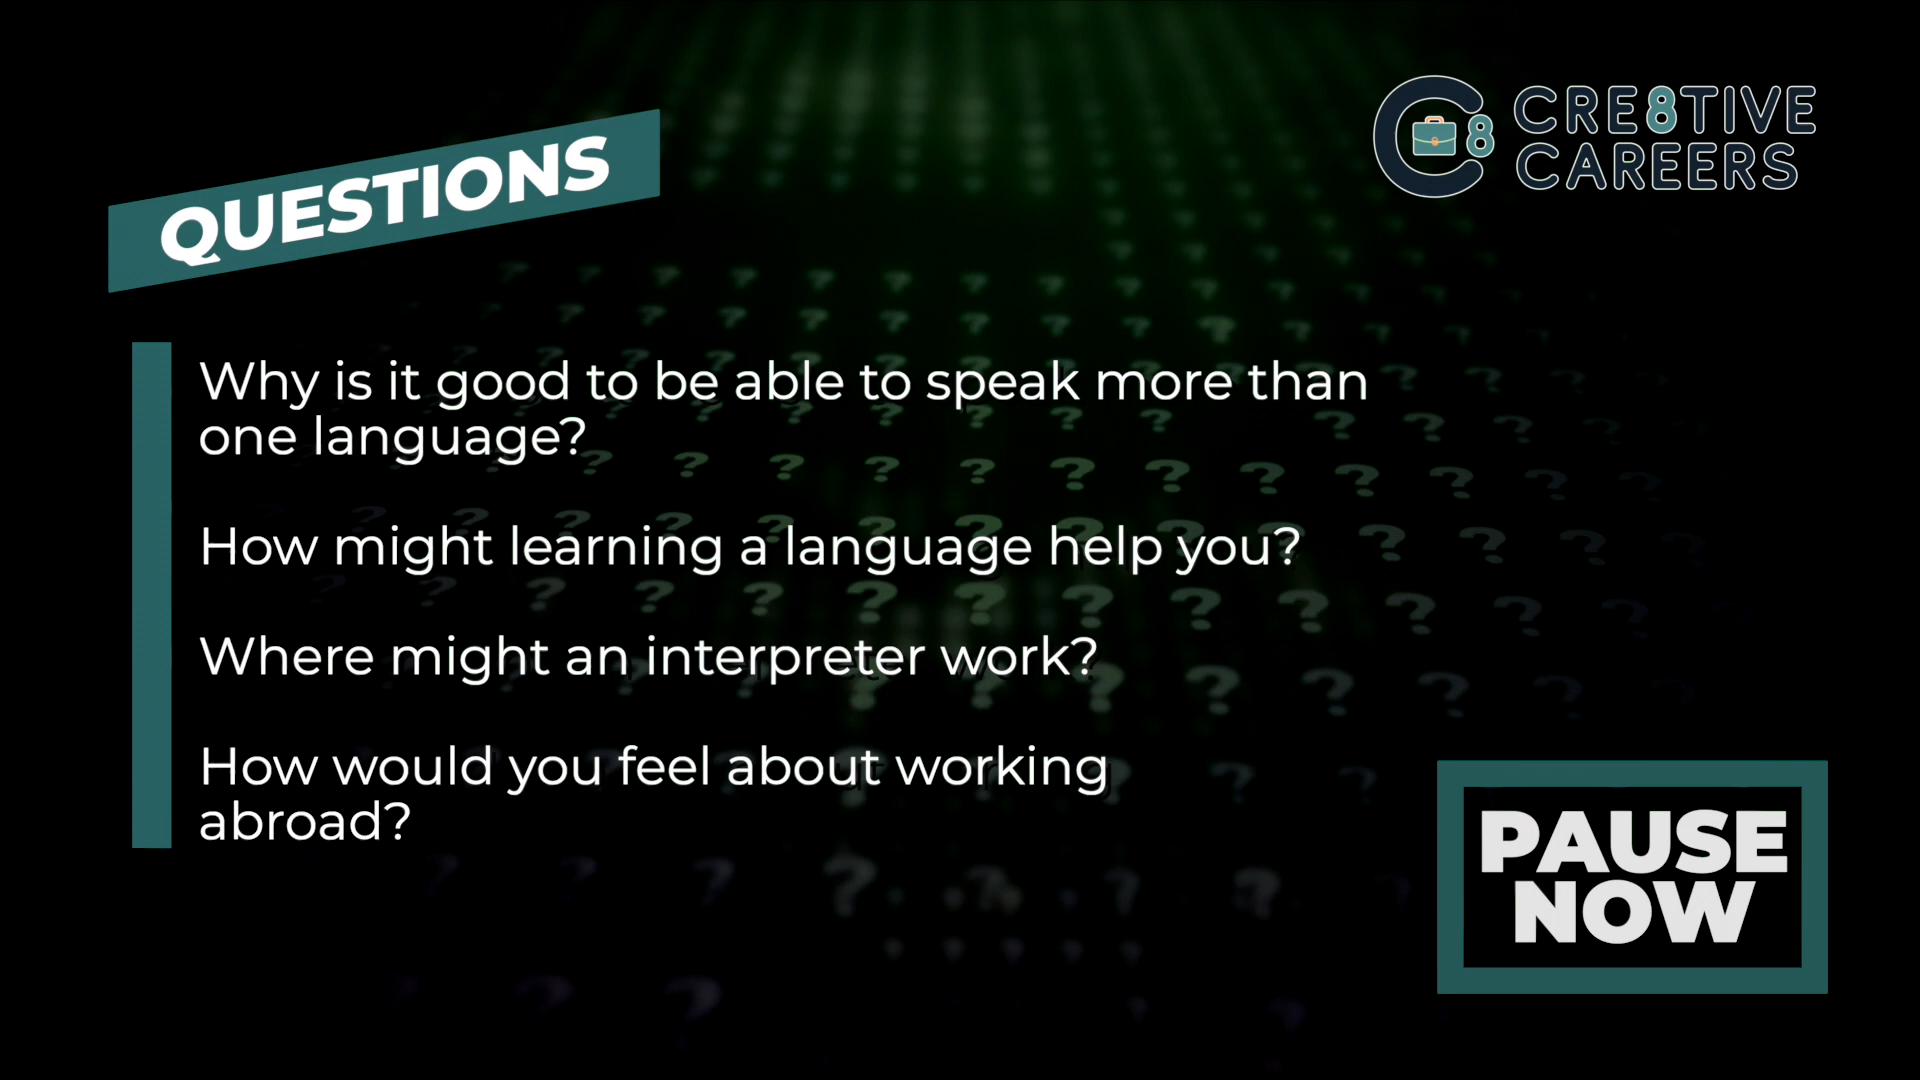 QUESTIONS
C8
CRE8TIVE
CAREERS
Why is it good to be able to speak more than
one language?
How might learning a language help you?
Where might an interpreter work?
How would you feel about working
abroad?
PAUSE
NOW